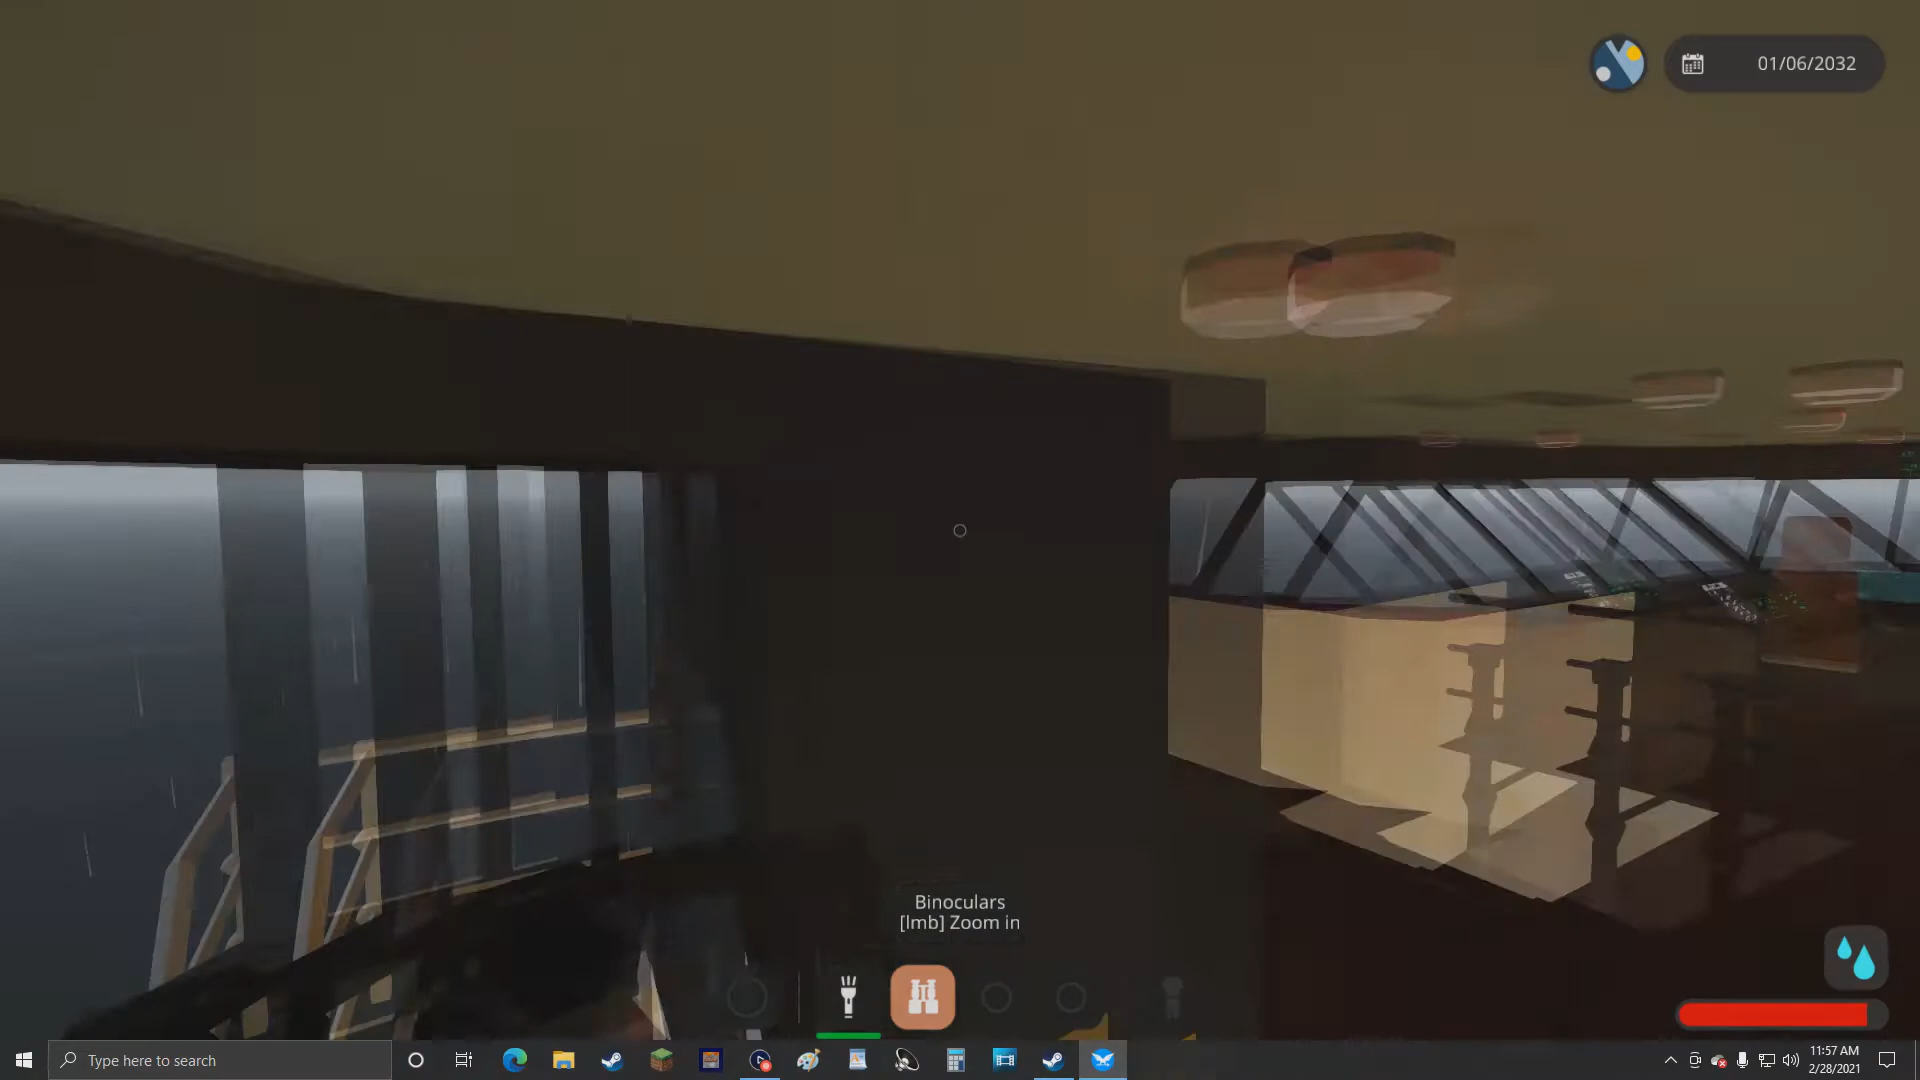 01/06/2032
Binoculars
[lmb] Zoom in
Type here to search
11:57 AM
2/28/2021